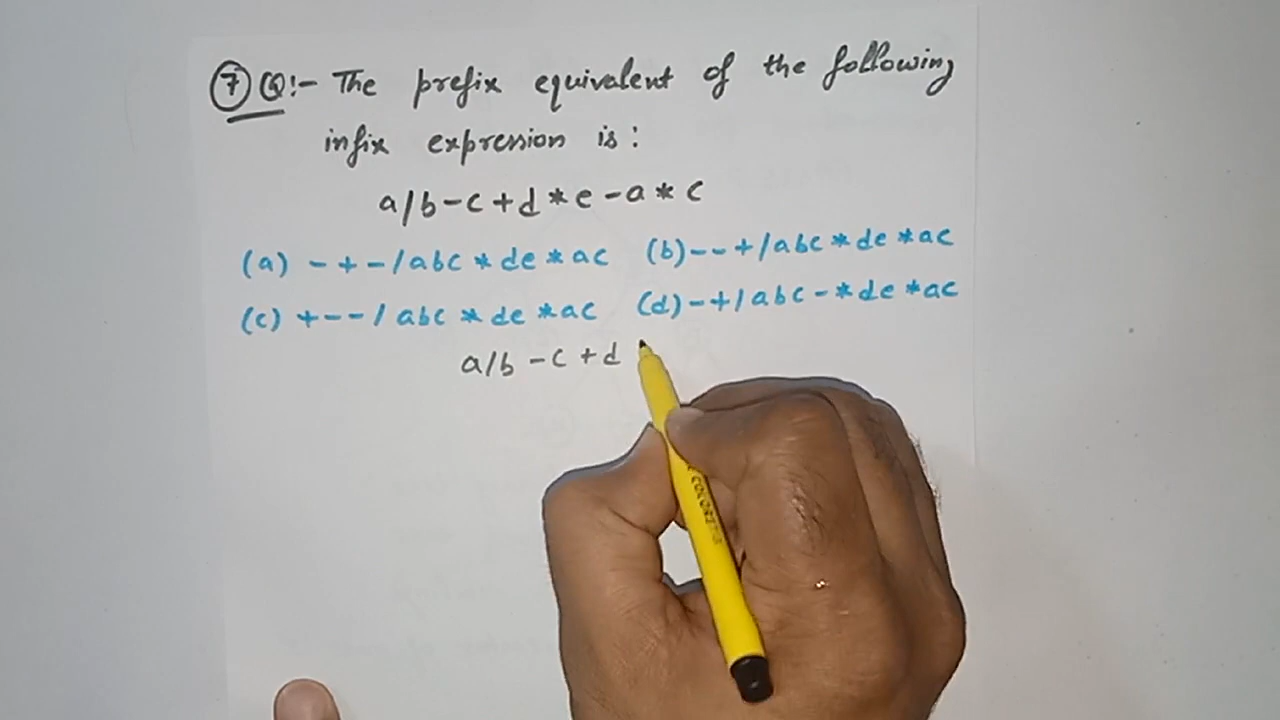 7 Q:- The prefix equivalent of the following
infix expression is:
a/b-c+d*e-a*c
(a) -+-/abc*de*ac (b)--+/abc*de*ac
(c) +--/abc*de*ac (d)-+/abc-*de*ac
a/b-c+d